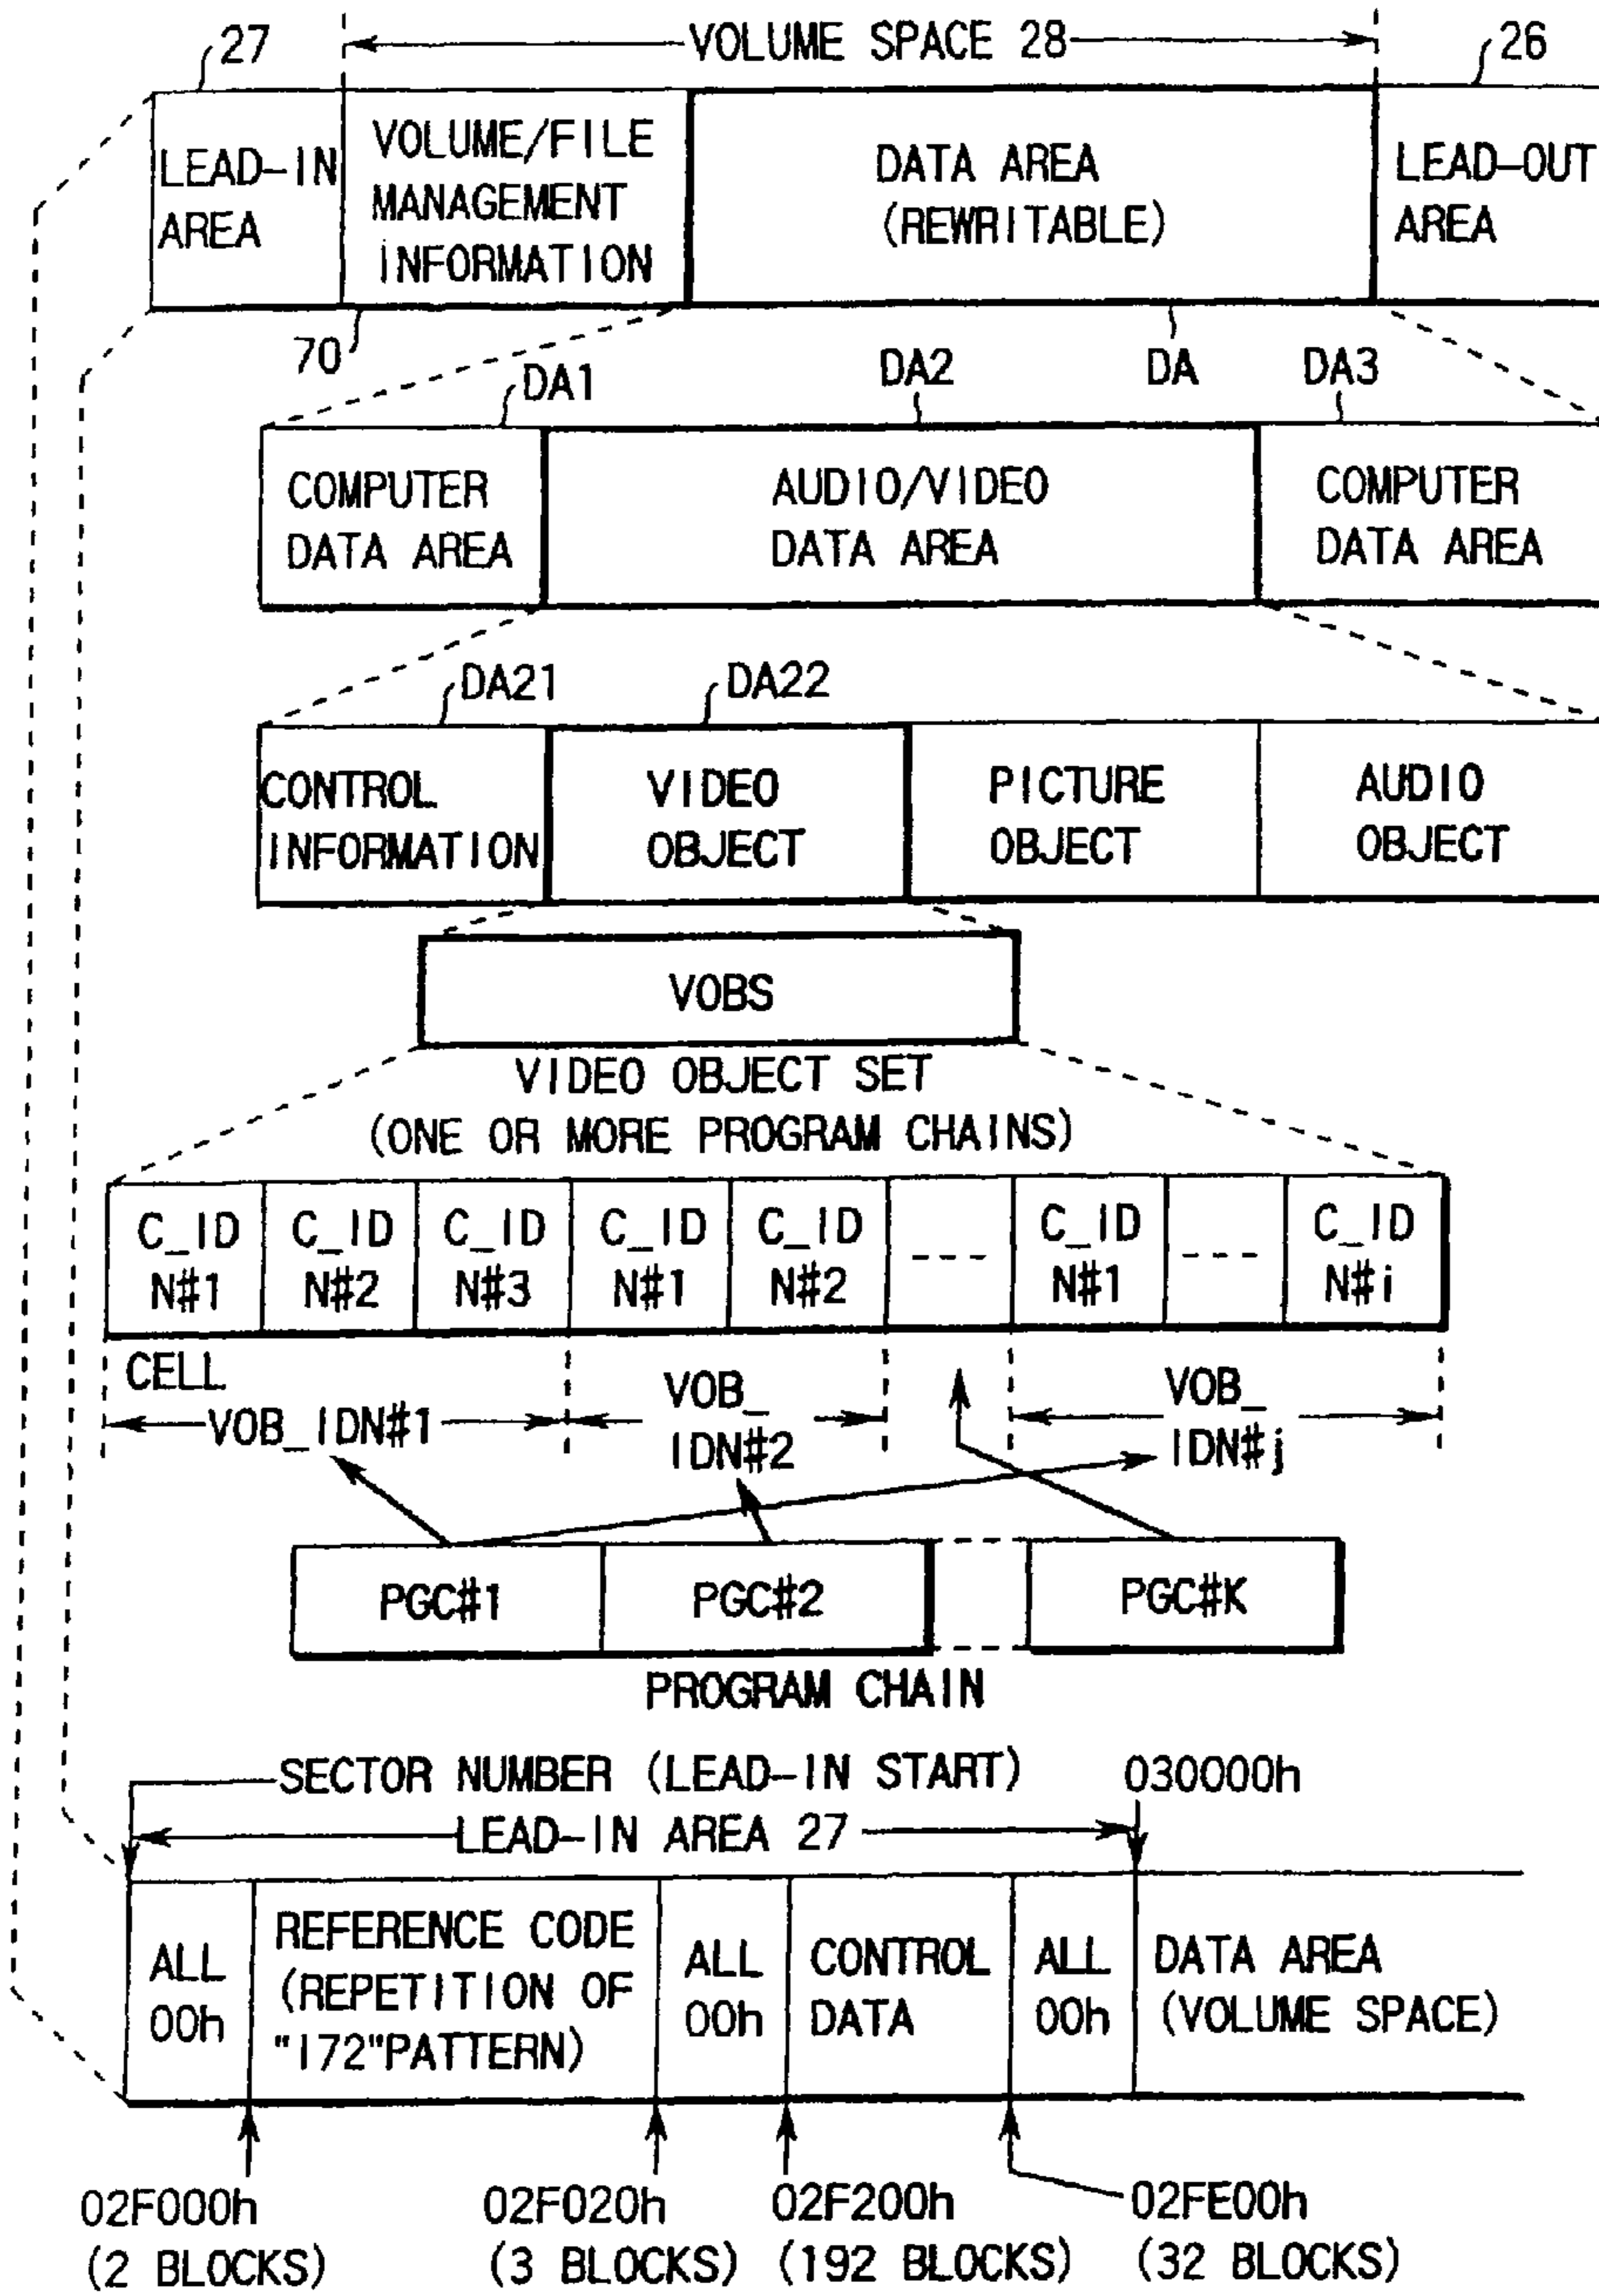 27
VOLUME SPACE 28
26
LEAD-IN
AREA
VOLUME/FILE
MANAGEMENT
INFORMATION
DATA AREA
(REWRITABLE)
LEAD-OUT
AREA
70
DA1
DA2
DA
DA3
COMPUTER
DATA AREA
AUDIO/VIDEO
DATA AREA
COMPUTER
DATA AREA
DA21
DA22
CONTROL
INFORMATION
VIDEO
OBJECT
PICTURE
OBJECT
AUDIO
OBJECT
VOBS
VIDEO OBJECT SET
(ONE OR MORE PROGRAM CHAINS)
C_ID
N#1
C_ID
N#2
C_ID
N#3
C_ID
N#1
C_ID
N#2
----
C_ID
N#1
---
C_ID
N#i
CELL
VOB_IDN#1
VOB_
IDN#2
VOB_
IDN#j
PGC#1
PGC#2
PGC#K
PROGRAM CHAIN
SECTOR NUMBER (LEAD-IN START)
030000h
LEAD-IN AREA 27
ALL
00h
REFERENCE CODE
(REPETITION OF
"172"PATTERN)
ALL
00h
CONTROL
DATA
ALL
00h
DATA AREA
(VOLUME SPACE)
02F000h
(2 BLOCKS)
02F020h
(3 BLOCKS)
02F200h
(192 BLOCKS)
02FE00h
(32 BLOCKS)